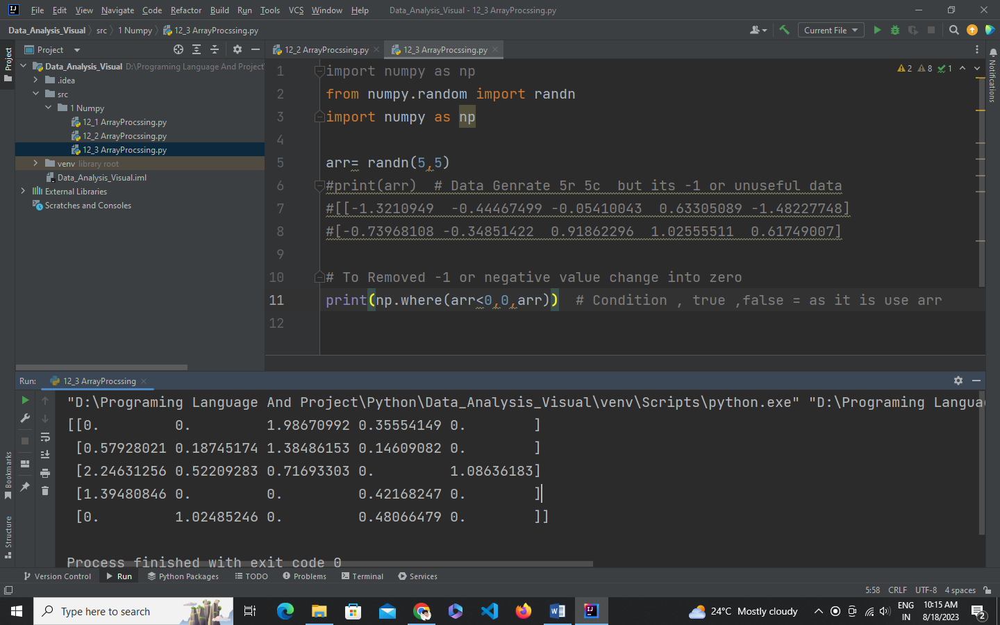 File Edit View Navigate Code Refactor Build Run Tools VCS Window Help Data_Analysis_Visual - 12_3 ArrayProcssing.py
Data_Analysis_Visual src 1 Numpy 12_3 ArrayProcssing.py Current File
Project
Project
12_2 ArrayProcssing.py
12_3 ArrayProcssing.py
Notifications
Data_Analysis_Visual D:\Programing Language And Project\
.idea
src
1 Numpy
12_1 ArrayProcssing.py
12_2 ArrayProcssing.py
12_3 ArrayProcssing.py
venv library root
Data_Analysis_Visual.iml
External Libraries
Scratches and Consoles
2 8 1
1 import numpy as np
2 from numpy.random import randn
3 import numpy as np
4
5 arr= randn(5,5)
6 #print(arr)  # Data Genrate 5r 5c  but its -1 or unuseful data
7 #[[-1.3210949  -0.44467499 -0.05410043  0.63305089 -1.48227748]
8 #[-0.73968108 -0.34851422  0.91862296  1.02555511  0.61749007]
9
10 # To Removed -1 or negative value change into zero
11 print(np.where(arr<0,0,arr))  # Condition , true ,false = as it is use arr
12
Run: 12_3 ArrayProcssing
"D:\Programing Language And Project\Python\Data_Analysis_Visual\venv\Scripts\python.exe" "D:\Programing Langua
[[0.         0.         1.98670992 0.35554149 0.        ]
[0.57928021 0.18745174 1.38486153 0.14609082 0.        ]
[2.24631256 0.52209283 0.71693303 0.         1.08636183]
[1.39480846 0.         0.         0.42168247 0.        ]
[0.         1.02485246 0.         0.48066479 0.        ]]
Process finished with exit code 0
Bookmarks
Structure
Version Control Run Python Packages TODO Problems Terminal Services
5:58 CRLF UTF-8 4 spaces
Type here to search
24°C Mostly cloudy
ENG
IN
10:15 AM
8/18/2023
2